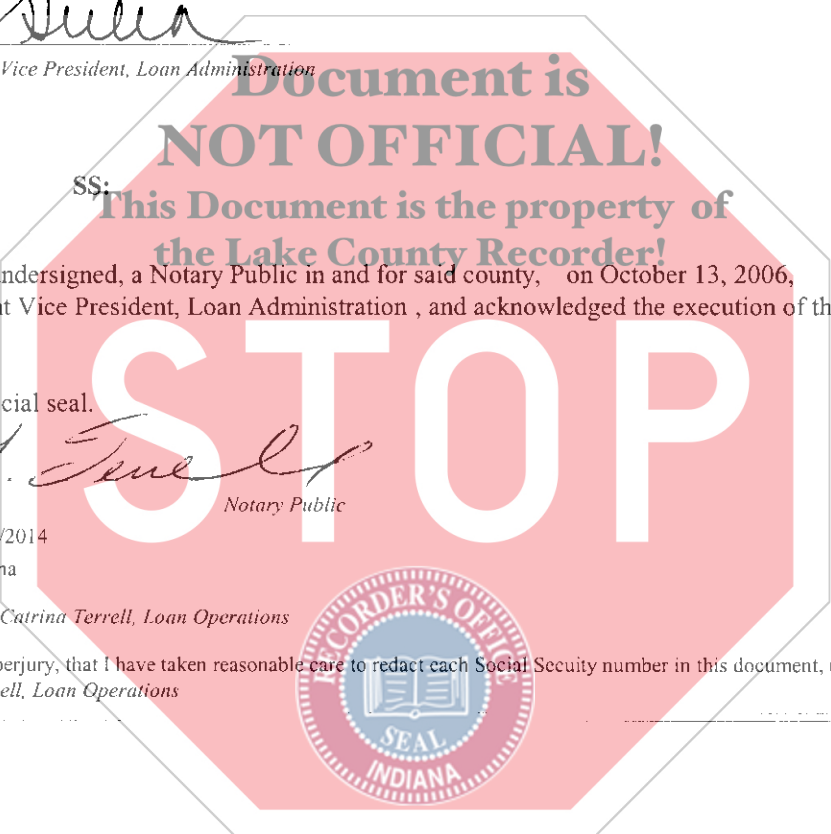 Vice President, Loan Administration
Document is
NOT OFFICIAL!
SS:
This Document is the property of
the Lake County Recorder!
ndersigned, a Notary Public in and for said county, on October 13, 2006,
t Vice President, Loan Administration , and acknowledged the execution of th
STOP
cial seal.
Notary Public
/2014
na
Catrina Terrell, Loan Operations
perjury, that I have taken reasonable care to redact each Social Secuity number in this document,
ell, Loan Operations
RECORDER'S OFFICE
SEAL
INDIANA